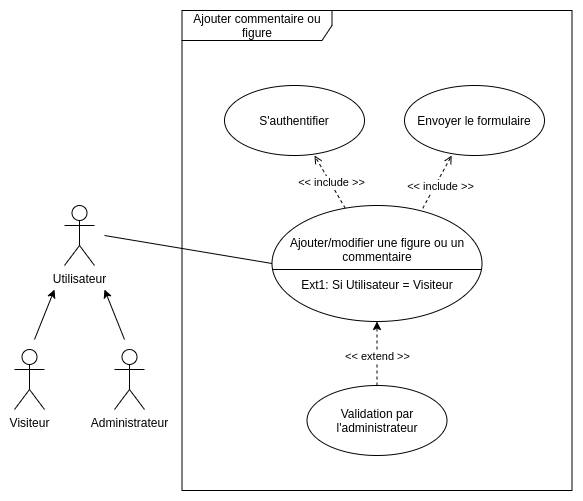 Ajouter commentaire ou
figure
S'authentifier
Envoyer le formulaire
<< include >>
<< include >>
Ajouter/modifier une figure ou un
commentaire
Ext1: Si Utilisateur = Visiteur
Utilisateur
<< extend >>
Visiteur
Administrateur
Validation par
l'administrateur